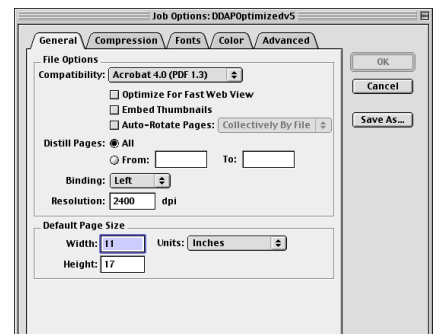 Job Options: DDAPOptimizedv5
General Compression Fonts Color Advanced
File Options
Compatibility: Acrobat 4.0 (PDF 1.3)
Optimize For Fast Web View
Embed Thumbnails
Auto-Rotate Pages: Collectively By File
Distill Pages: All
From: To:
Binding: Left
Resolution: 2400 dpi
Default Page Size
Width: 11 Units: Inches
Height: 17
OK
Cancel
Save As...